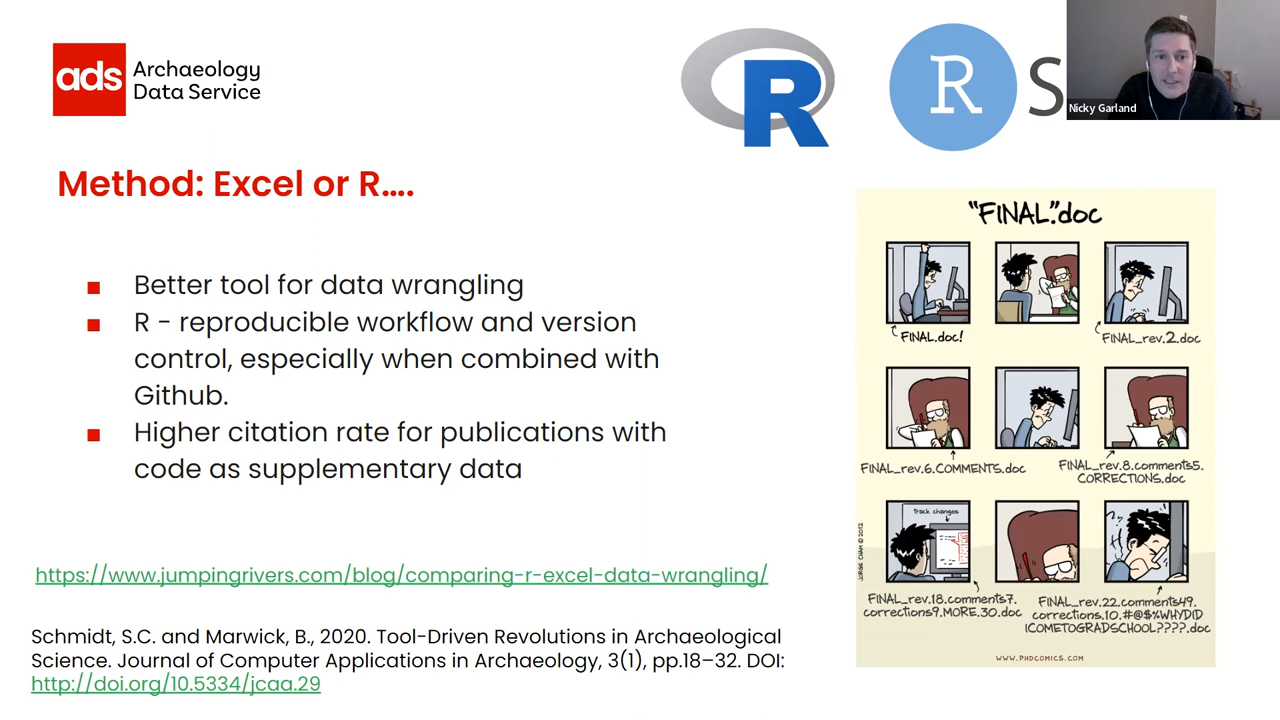 ads
Archaeology
Data Service
R
R
S
Nicky Garland
Method: Excel or R....
Better tool for data wrangling
R - reproducible workflow and version
control, especially when combined with
Github.
Higher citation rate for publications with
code as supplementary data
https://www.jumpingrivers.com/blog/comparing-r-excel-data-wrangling/
Schmidt, S.C. and Marwick, B., 2020. Tool-Driven Revolutions in Archaeological
Science. Journal of Computer Applications in Archaeology, 3(1), pp.18–32. DOI:
http://doi.org/10.5334/jcaa.29
"FINAL".doc
FINAL.doc!
FINAL_rev.2.doc
FINAL_rev.6.COMMENTS.doc
FINAL_rev.8.comments5.
CORRECTIONS.doc
Track changes
JORGE CHAM © 2012
FINAL_rev.18.comments7.
corrections9.MORE.30.doc
FINAL_rev.22.comments49.
corrections.10.#@$%WHYDID
ICOMETOGRADSCHOOL????.doc
WWW.PHDCOMICS.COM